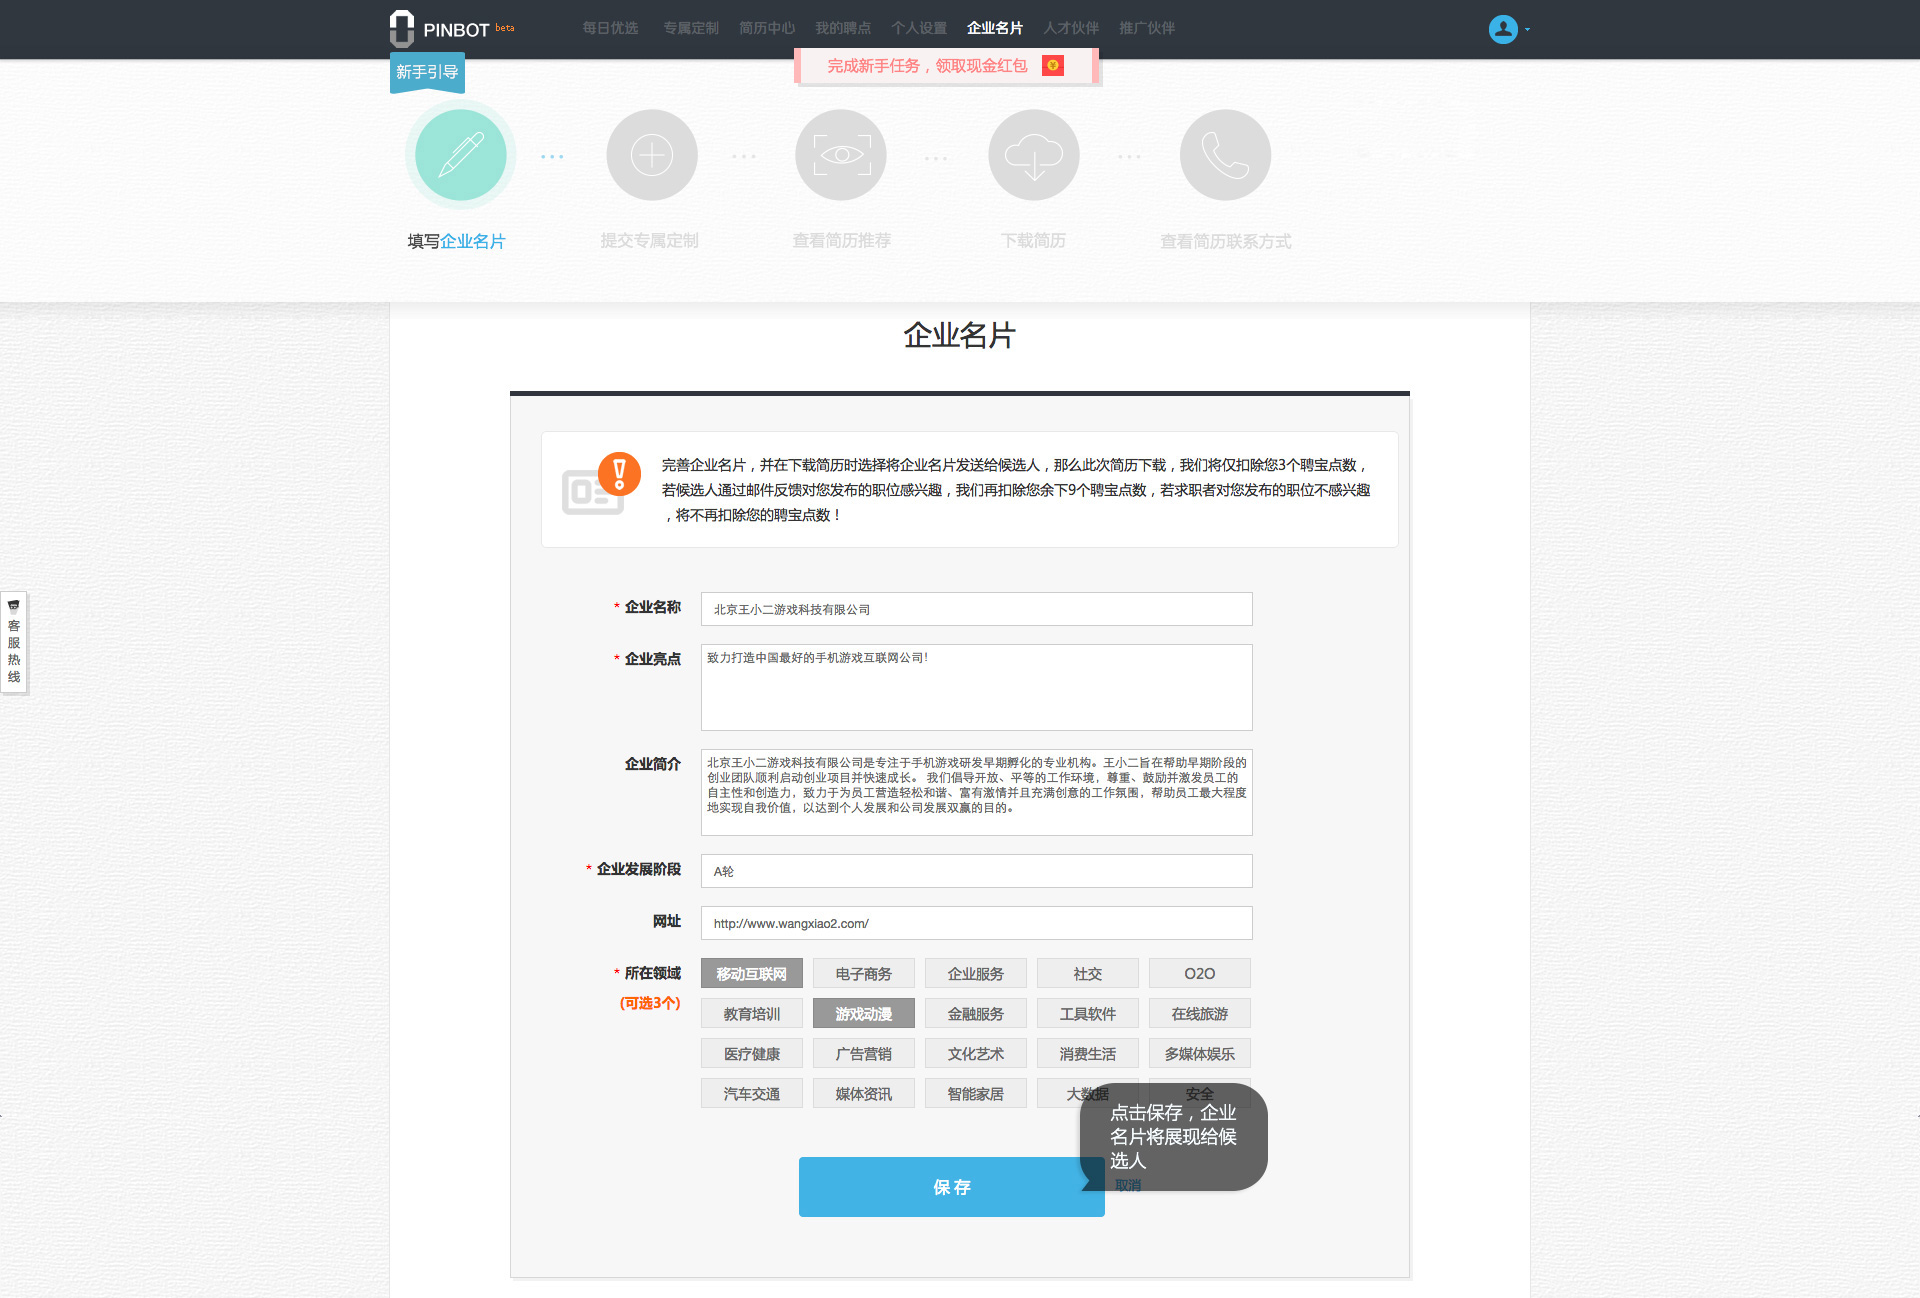 PINBOT beta
每日优选 专属定制 简历中心 我的聘点 个人设置 企业名片 人才伙伴 推广伙伴
新手引导
完成新手任务，领取现金红包
填写企业名片 提交专属定制 查看简历推荐 下载简历 查看简历联系方式
企业名片
完善企业名片，并在下载简历时选择将企业名片发送给候选人，那么此次简历下载，我们将仅扣除您3个聘宝点数，
若候选人通过邮件反馈对您发布的职位感兴趣，我们再扣除您余下9个聘宝点数，若求职者对您发布的职位不感兴趣
，将不再扣除您的聘宝点数！
* 企业名称 北京王小二游戏科技有限公司
* 企业亮点 致力打造中国最好的手机游戏互联网公司！
企业简介 北京王小二游戏科技有限公司是专注于手机游戏研发早期孵化的专业机构。王小二旨在帮助早期阶段的
创业团队顺利启动创业项目并快速成长。 我们倡导开放、平等的工作环境，尊重、鼓励并激发员工的
自主性和创造力，致力于为员工营造轻松和谐、富有激情并且充满创意的工作氛围，帮助员工最大程度
地实现自我价值，以达到个人发展和公司发展双赢的目的。
* 企业发展阶段 A轮
网址 http://www.wangxiao2.com/
* 所在领域 移动互联网 电子商务 企业服务 社交 O2O
(可选3个) 教育培训 游戏动漫 金融服务 工具软件 在线旅游
医疗健康 广告营销 文化艺术 消费生活 多媒体娱乐
汽车交通 媒体资讯 智能家居 大数据 安全
点击保存，企业
名片将展现给候
选人
保存 取消
客
服
热
线